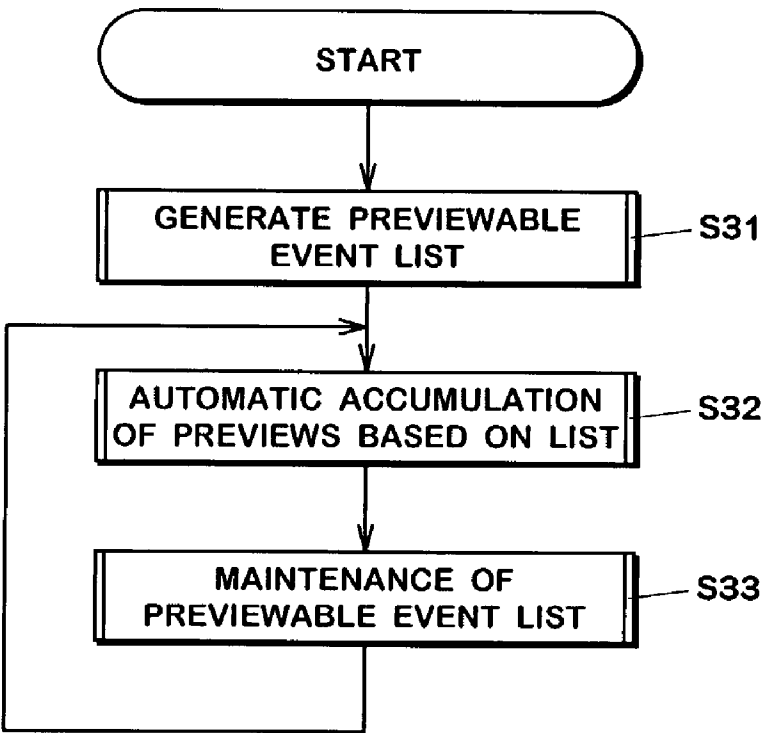 START
GENERATE PREVIEWABLE
EVENT LIST
S31
AUTOMATIC ACCUMULATION
OF PREVIEWS BASED ON LIST
S32
MAINTENANCE OF
PREVIEWABLE EVENT LIST
S33